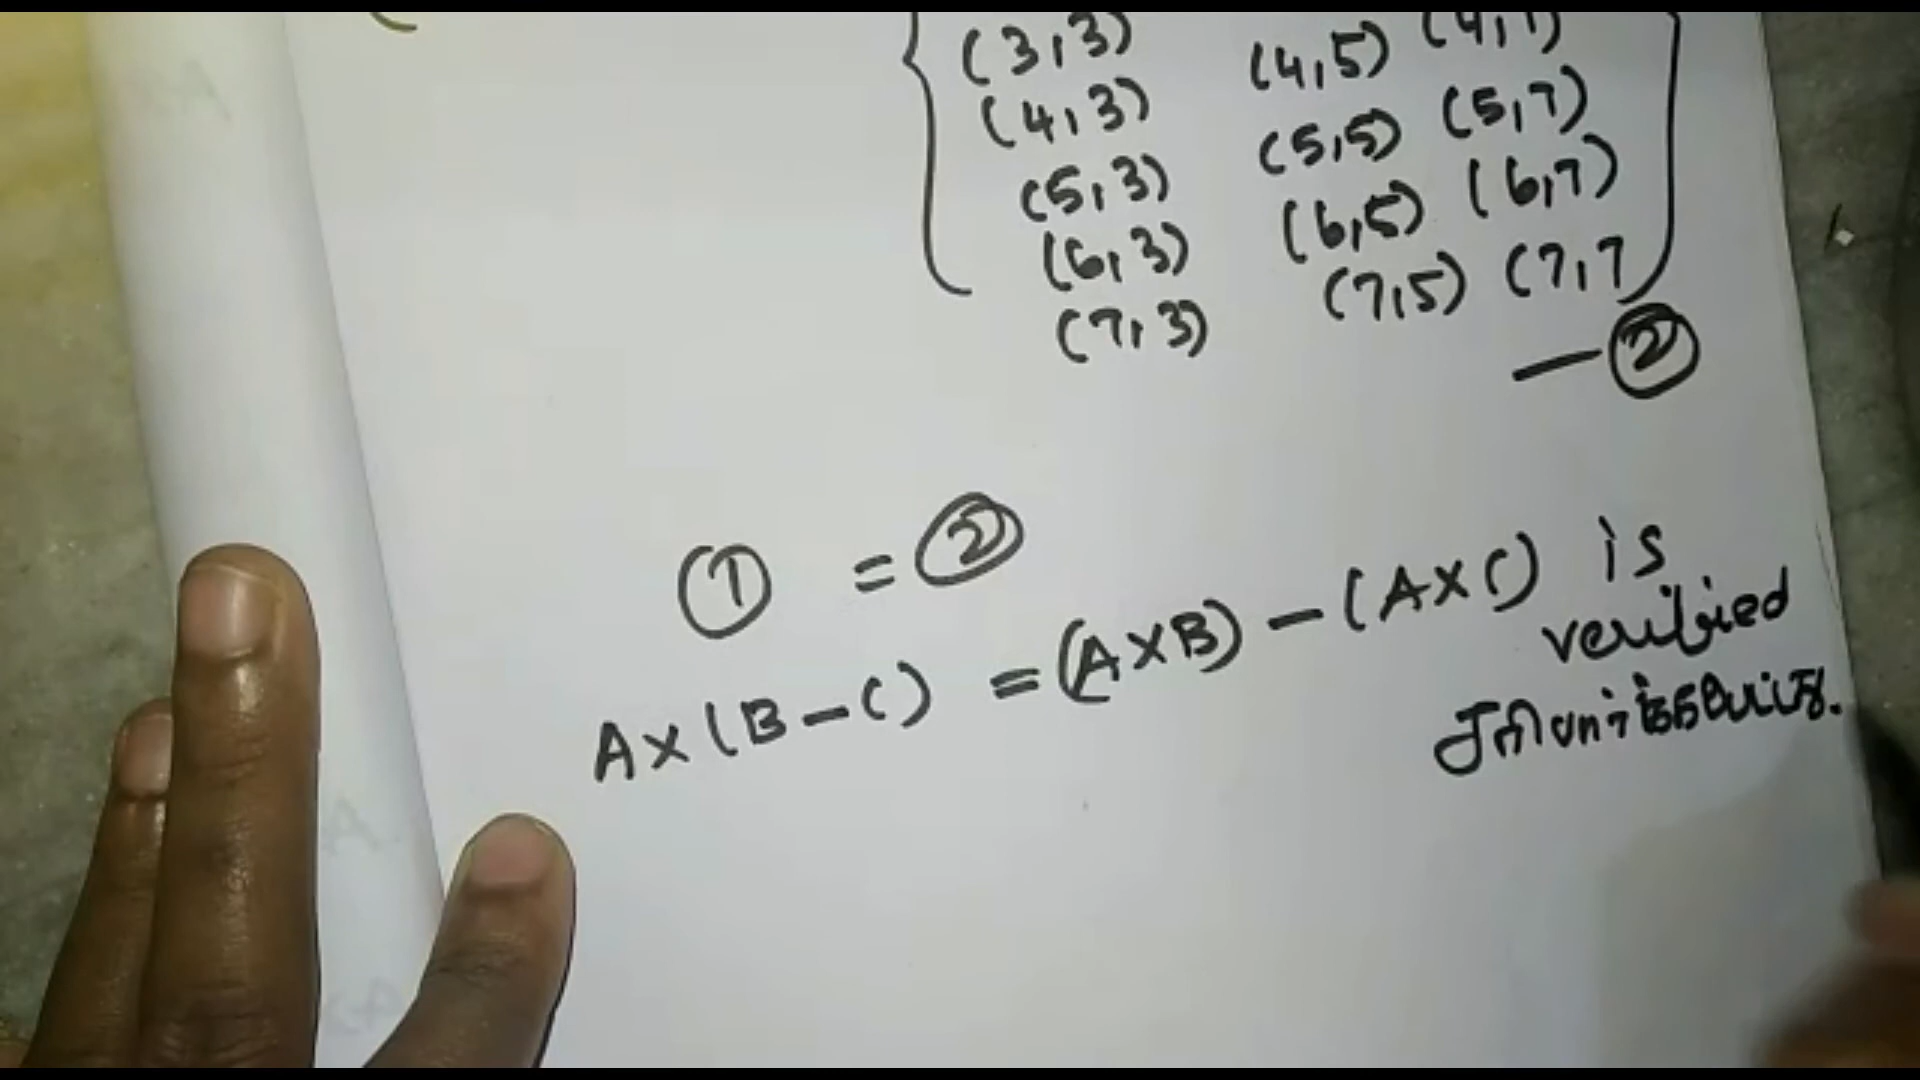 (3,3) (4,5) (4,7)
(4,3) (5,5) (5,7)
(5,3) (6,5) (6,7)
(6,3) (7,5) (7,7
(7,3)
— ②
① = ②
A×(B−C) = (A×B) − (A×C) is
verified
சரிபார்க்கப்பட்டது.